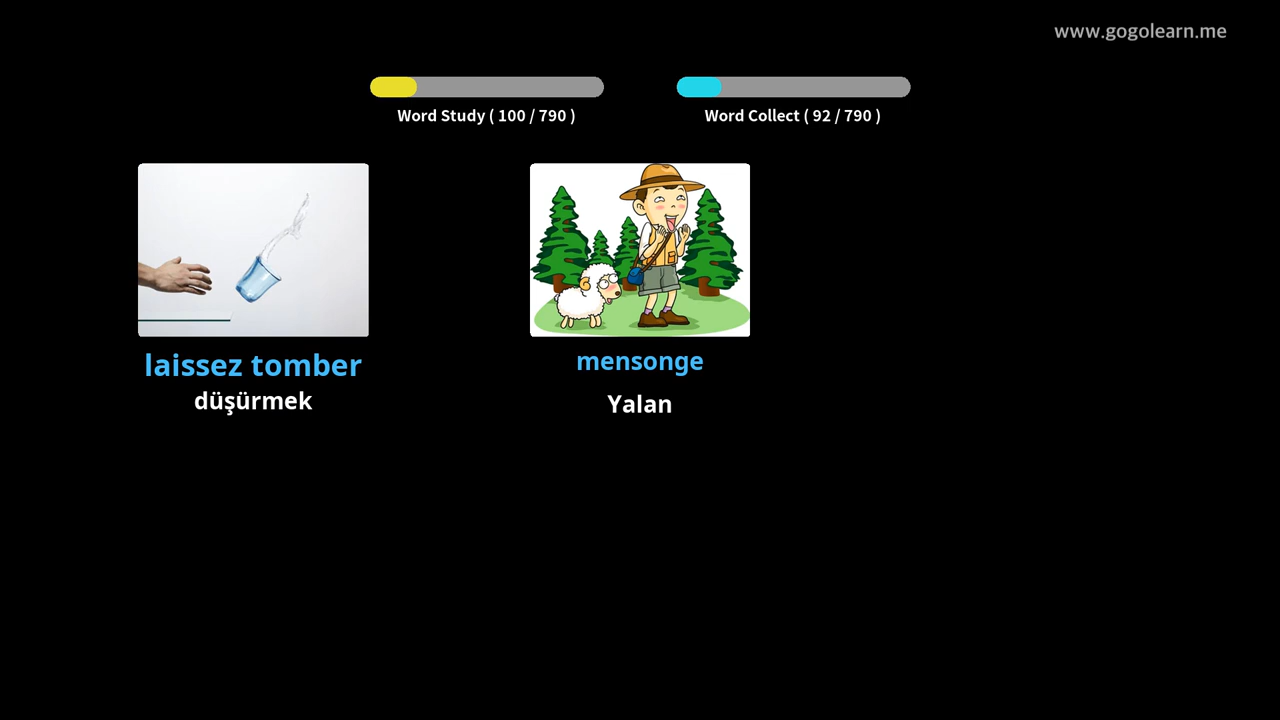 www.gogolearn.me
Word Study ( 100 / 790 )
Word Collect ( 92 / 790 )
laissez tomber
düşürmek
mensonge
Yalan